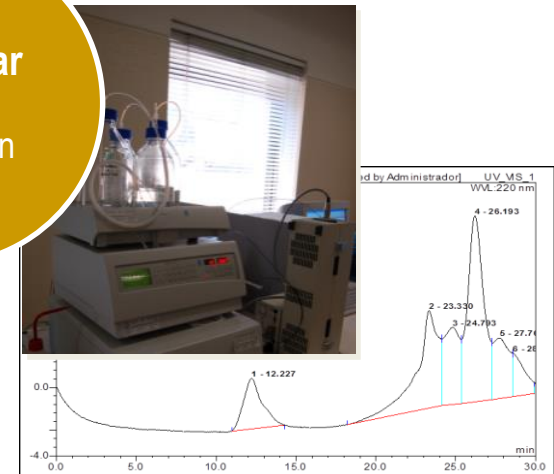 ar
n
d by Administrador] UV_VIS_1
WVL:220 nm
4 - 26.193
2 - 23.330
3 - 24.793
5 - 27.7
6 - 28
1 - 12.227
0.0
-4.0
min
0.0 5.0 10.0 15.0 20.0 25.0 30.0